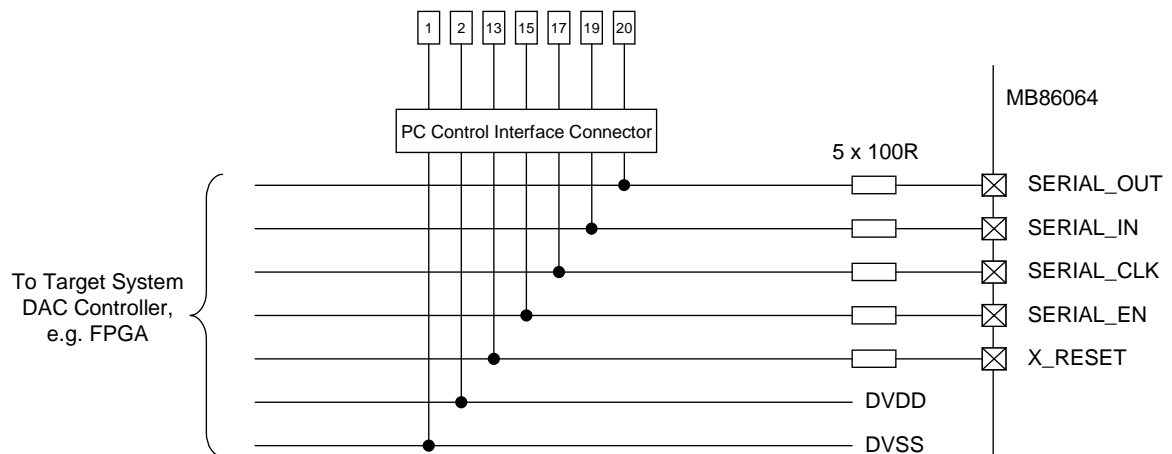 1 2 13 15 17 19 20
MB86064
PC Control Interface Connector
5 x 100R
SERIAL_OUT
SERIAL_IN
SERIAL_CLK
SERIAL_EN
X_RESET
DVDD
DVSS
To Target System
DAC Controller,
e.g. FPGA